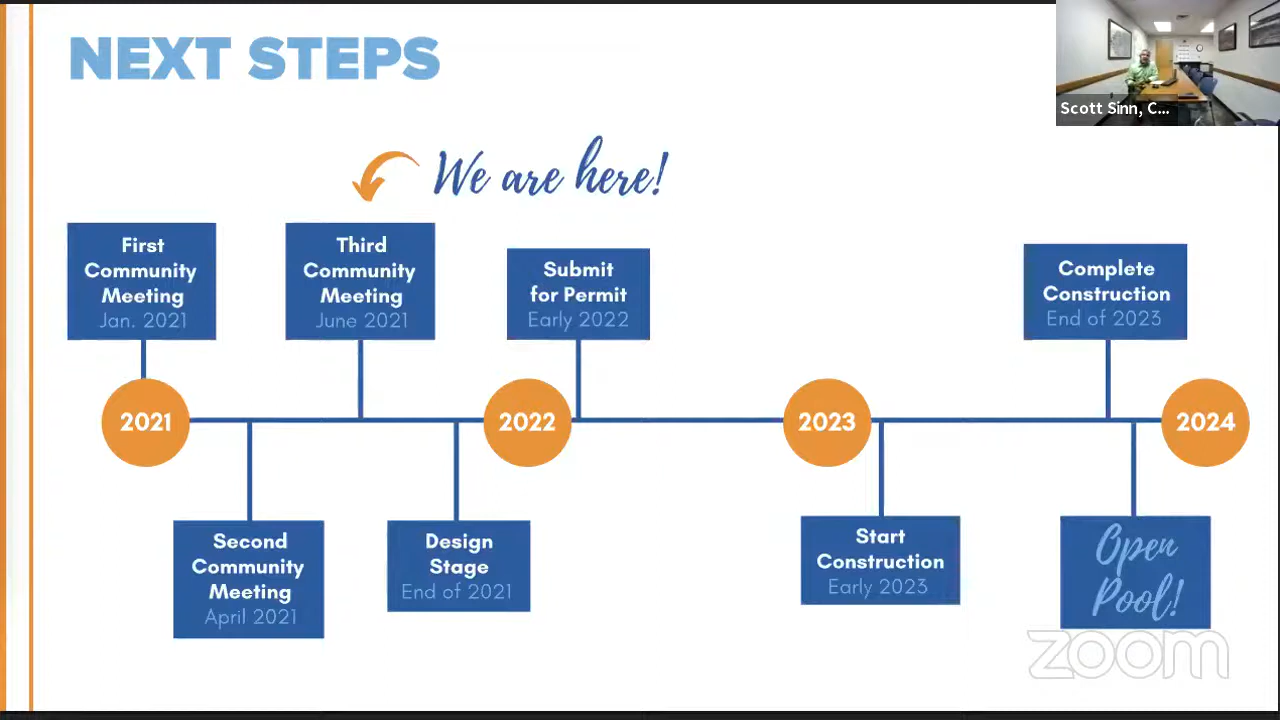 NEXT STEPS
Scott Sinn, C...
We are here!
First
Community
Meeting
Jan. 2021
Third
Community
Meeting
June 2021
Submit
for Permit
Early 2022
Complete
Construction
End of 2023
2021
2022
2023
2024
Second
Community
Meeting
April 2021
Design
Stage
End of 2021
Start
Construction
Early 2023
Open
Pool!
zoom